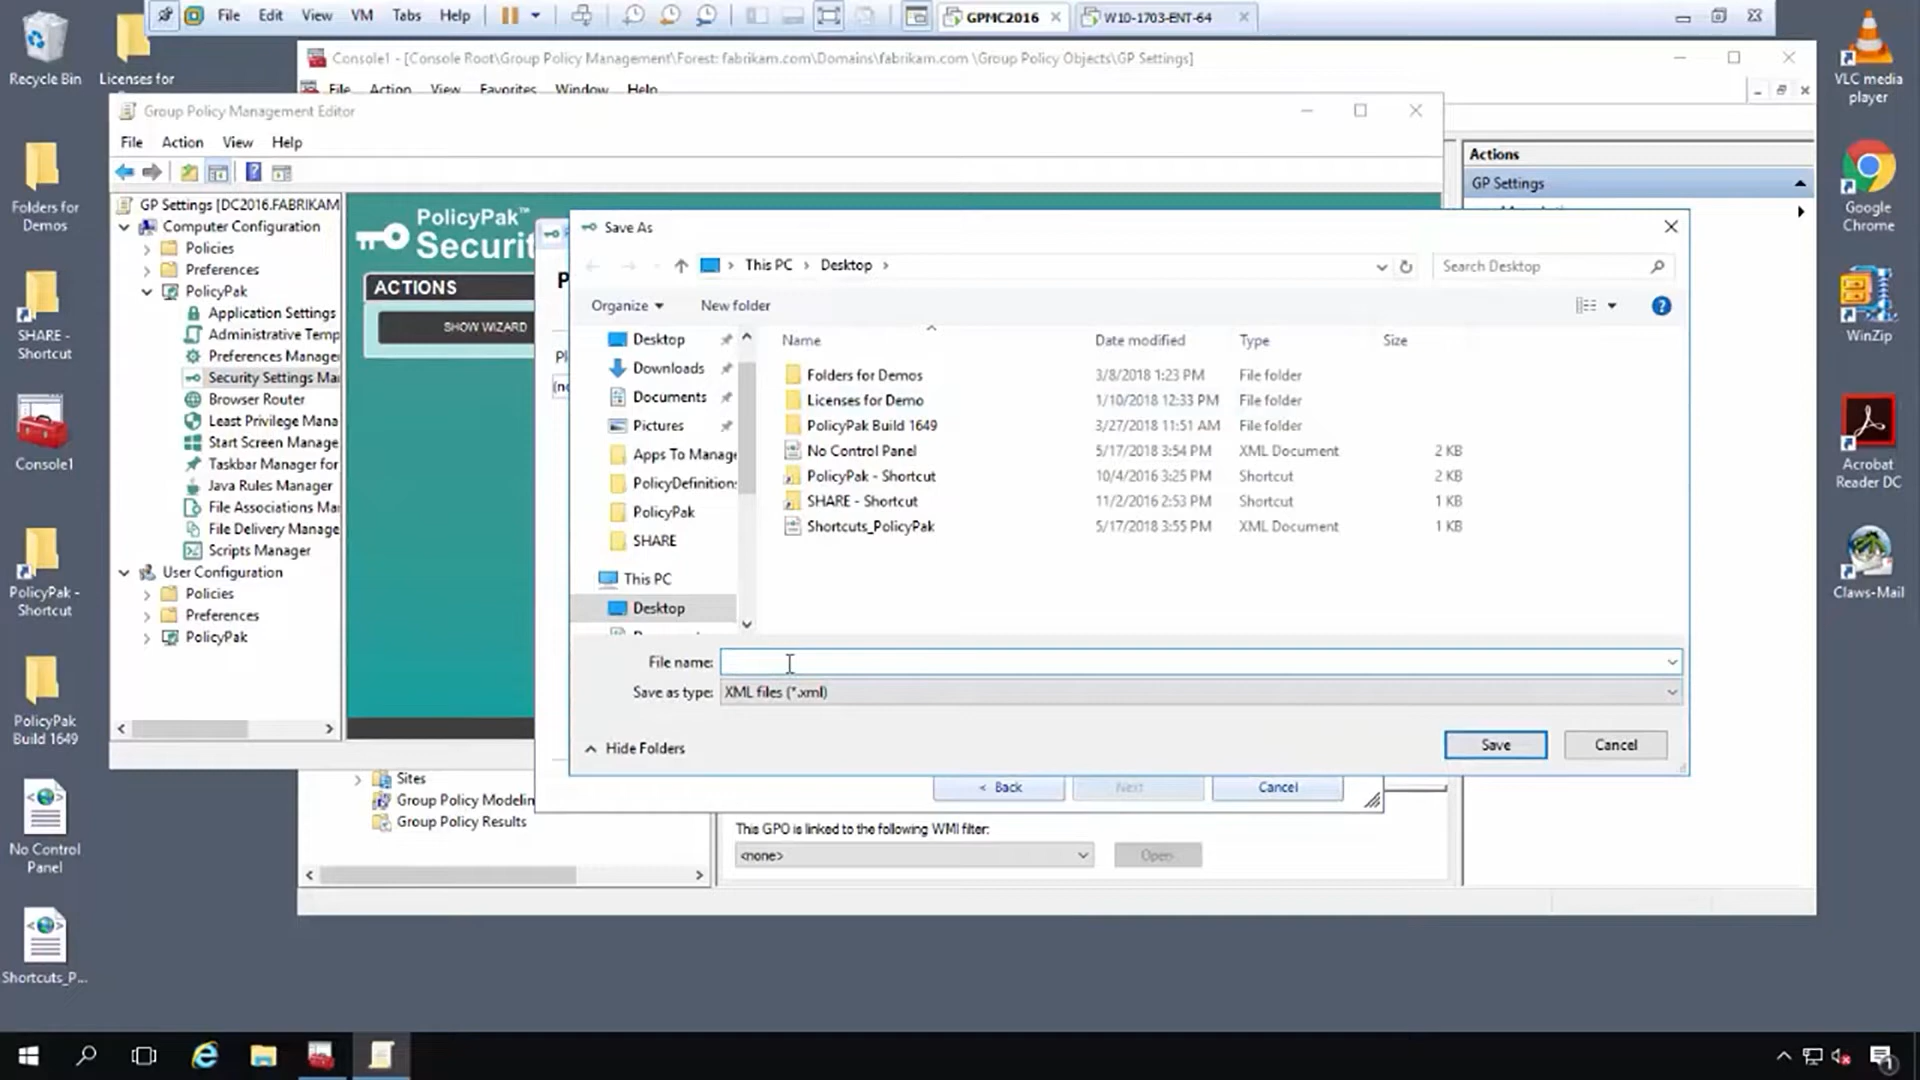 File Edit View VM Tabs Help
GPMC2016
W10-1703-ENT-64
Recycle Bin
Licenses for
Console1 - [Console Root\Group Policy Management\Forest: fabrikam.com\Domains\fabrikam.com \Group Policy Objects\GP Settings]
File Action View Favorites Window Help
Group Policy Management Editor
File Action View Help
Actions
GP Settings
GP Settings [DC2016.FABRIKAM
Computer Configuration
Policies
Preferences
PolicyPak
Application Settings
Administrative Temp
Preferences Manage
Security Settings Ma
Browser Router
Least Privilege Mana
Start Screen Manage
Taskbar Manager for
Java Rules Manager
File Associations Ma
File Delivery Manage
Scripts Manager
User Configuration
Policies
Preferences
PolicyPak
PolicyPak™
Securit
ACTIONS
SHOW WIZARD
P
Pl
(no
Save As
This PC > Desktop >
Search Desktop
Organize
New folder
Desktop
Downloads
Documents
Pictures
Apps To Manage
PolicyDefinition
PolicyPak
SHARE
This PC
Desktop
Name Date modified Type Size
Folders for Demos 3/8/2018 1:23 PM File folder
Licenses for Demo 1/10/2018 12:33 PM File folder
PolicyPak Build 1649 3/27/2018 11:51 AM File folder
No Control Panel 5/17/2018 3:54 PM XML Document 2 KB
PolicyPak - Shortcut 10/4/2016 3:25 PM Shortcut 2 KB
SHARE - Shortcut 11/2/2016 2:53 PM Shortcut 1 KB
Shortcuts_PolicyPak 5/17/2018 3:55 PM XML Document 1 KB
File name:
Save as type: XML files (*.xml)
Hide Folders
Save
Cancel
< Back
Next
Cancel
Sites
Group Policy Modelin
Group Policy Results
This GPO is linked to the following WMI filter:
<none>
Open
Folders for Demos
SHARE - Shortcut
Console1
PolicyPak - Shortcut
PolicyPak Build 1649
No Control Panel
Shortcuts_P...
VLC media player
Google Chrome
WinZip
Acrobat Reader DC
Claws-Mail
1